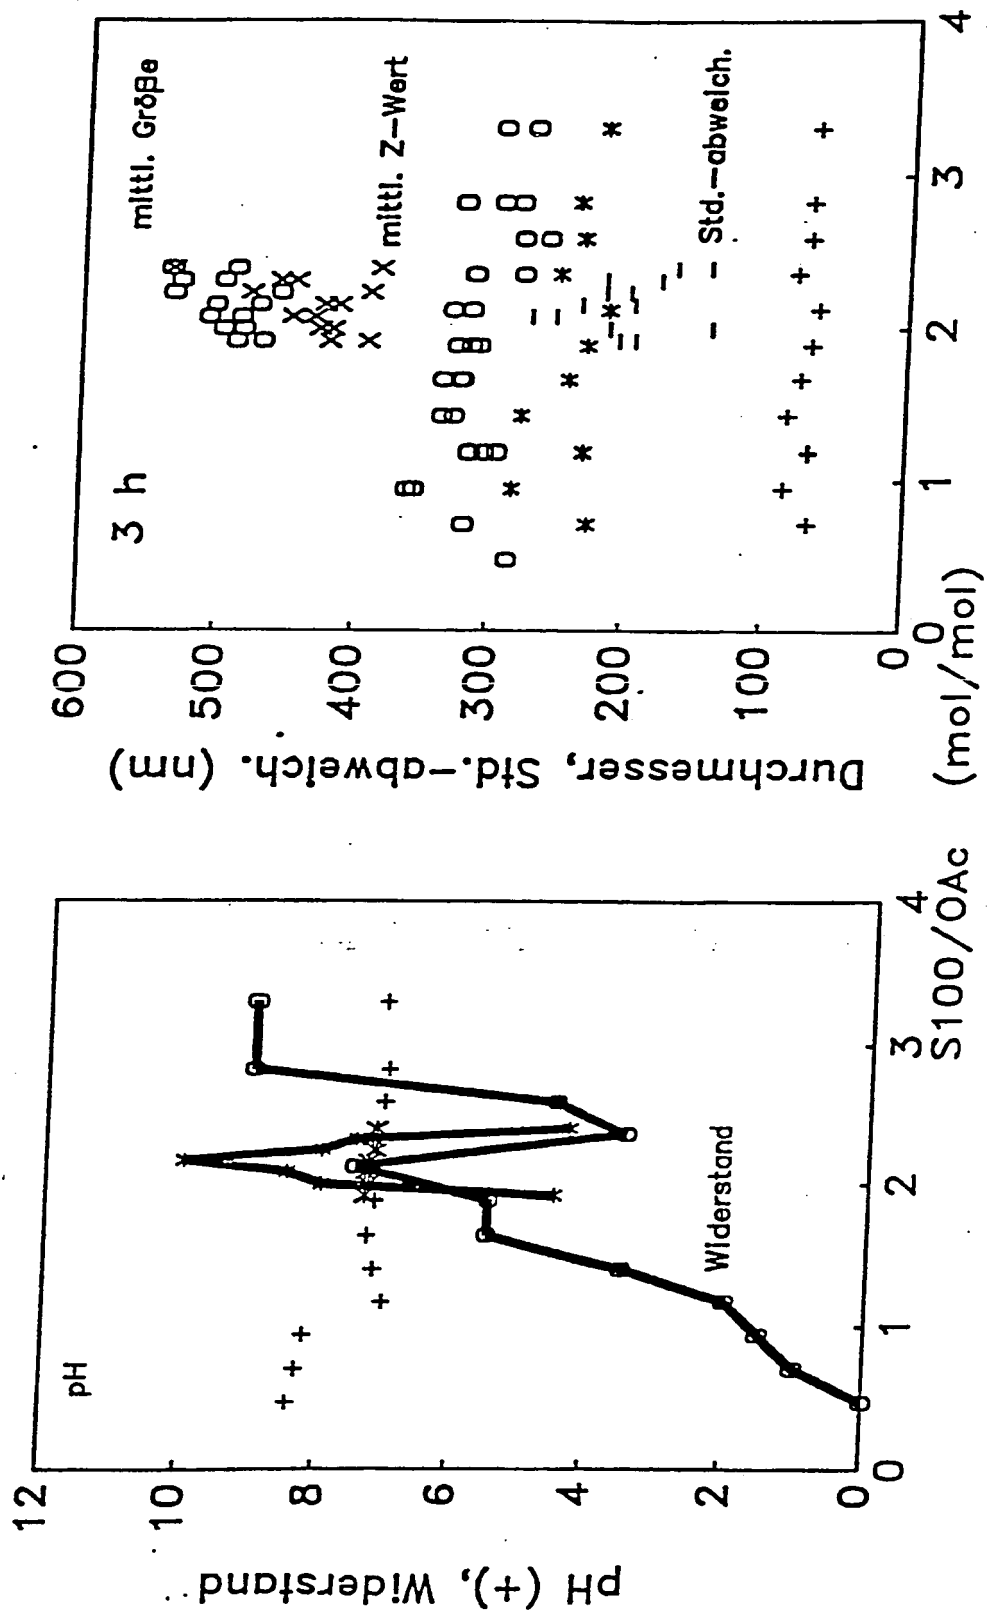 pH (+), Widerstand
12
10
8
6
4
2
0
pH
Widerstand
0
1
2
3
4
S100/OAc (mol/mol)
Durchmesser, Std.-abweich. (nm)
600
500
400
300
200
100
0
3 h
mittl. Größe
mittl. Z-Wert
Std.-abweich.
0
1
2
3
4